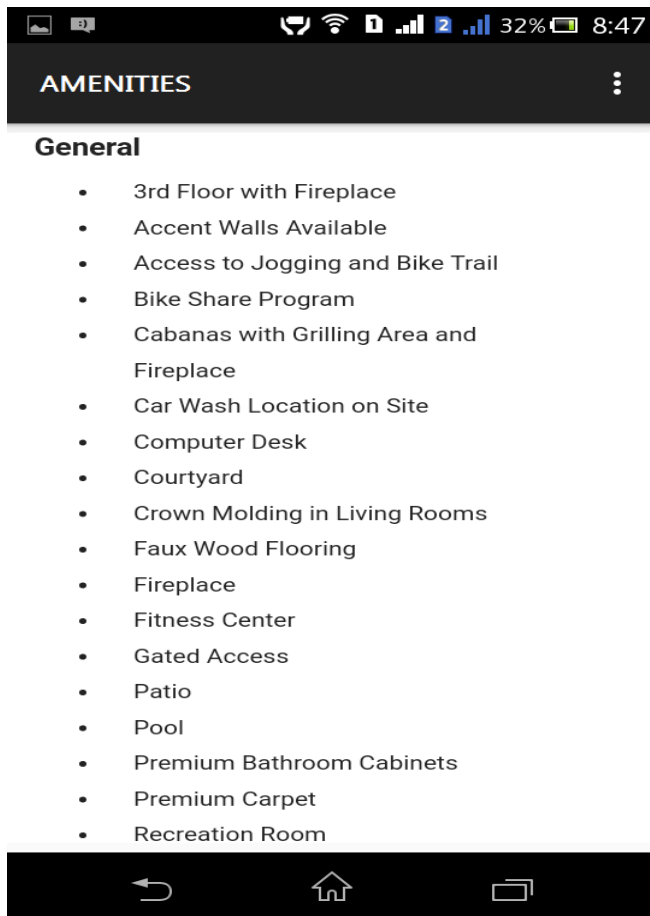 1 2 32% 8:47
AMENITIES
General
• 3rd Floor with Fireplace
• Accent Walls Available
• Access to Jogging and Bike Trail
• Bike Share Program
• Cabanas with Grilling Area and
Fireplace
• Car Wash Location on Site
• Computer Desk
• Courtyard
• Crown Molding in Living Rooms
• Faux Wood Flooring
• Fireplace
• Fitness Center
• Gated Access
• Patio
• Pool
• Premium Bathroom Cabinets
• Premium Carpet
• Recreation Room